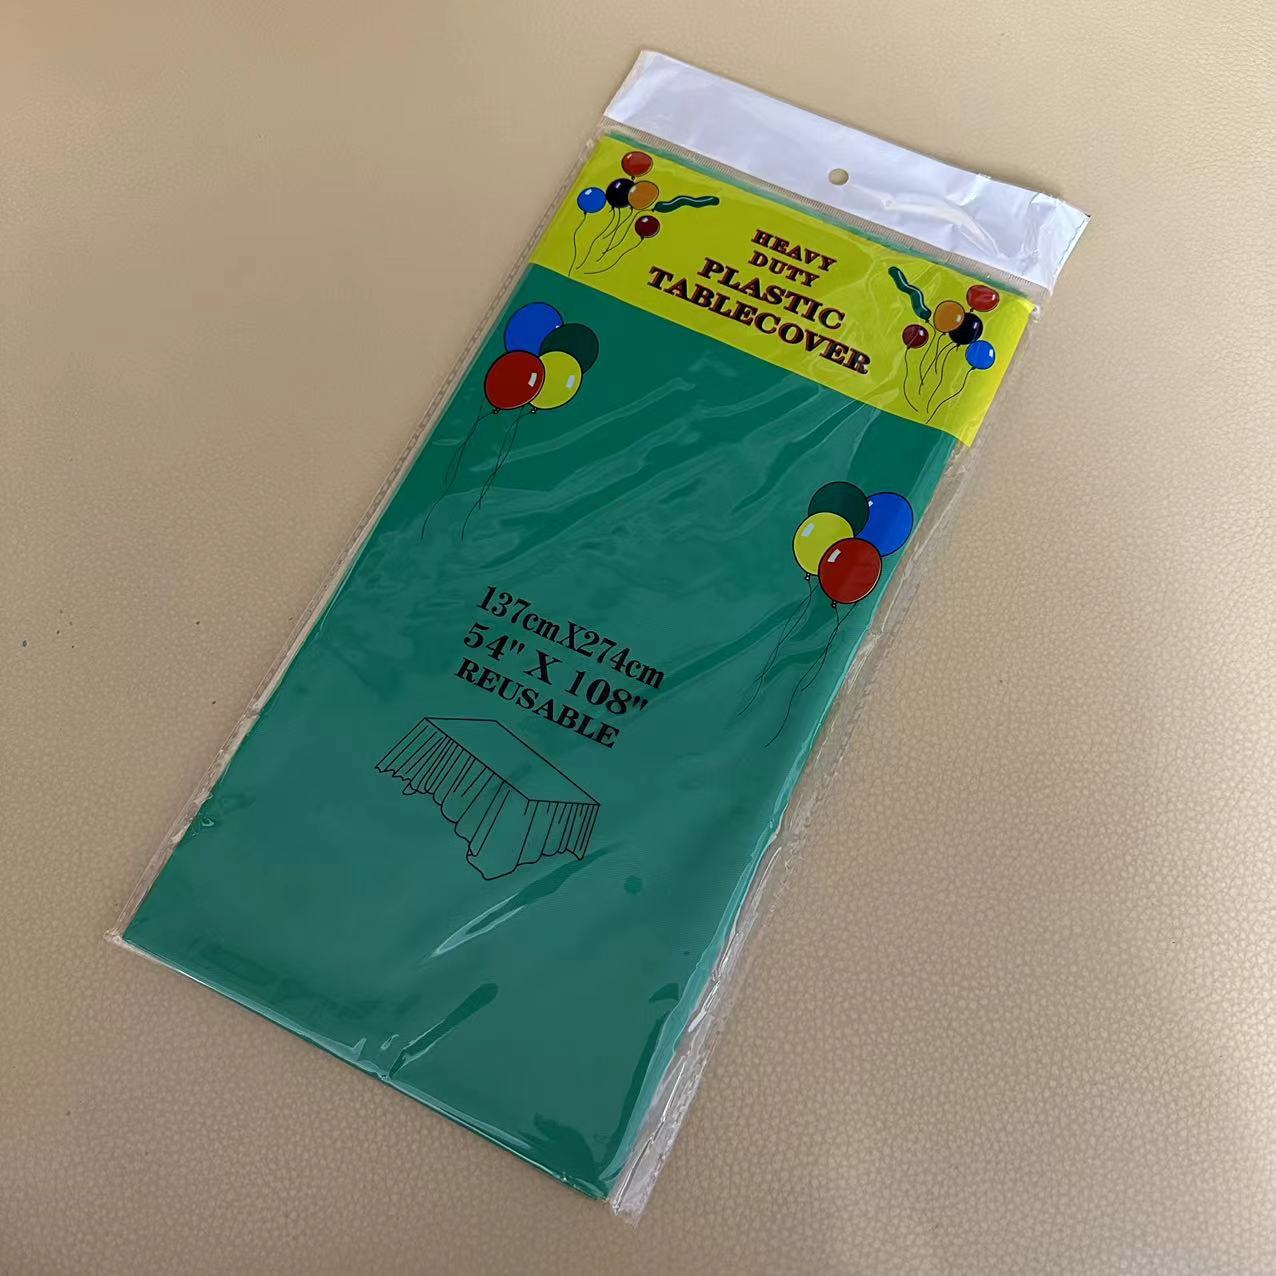 HEAVY
DUTY
PLASTIC
TABLECOVER
137cmX274cm
54" X 108"
REUSABLE